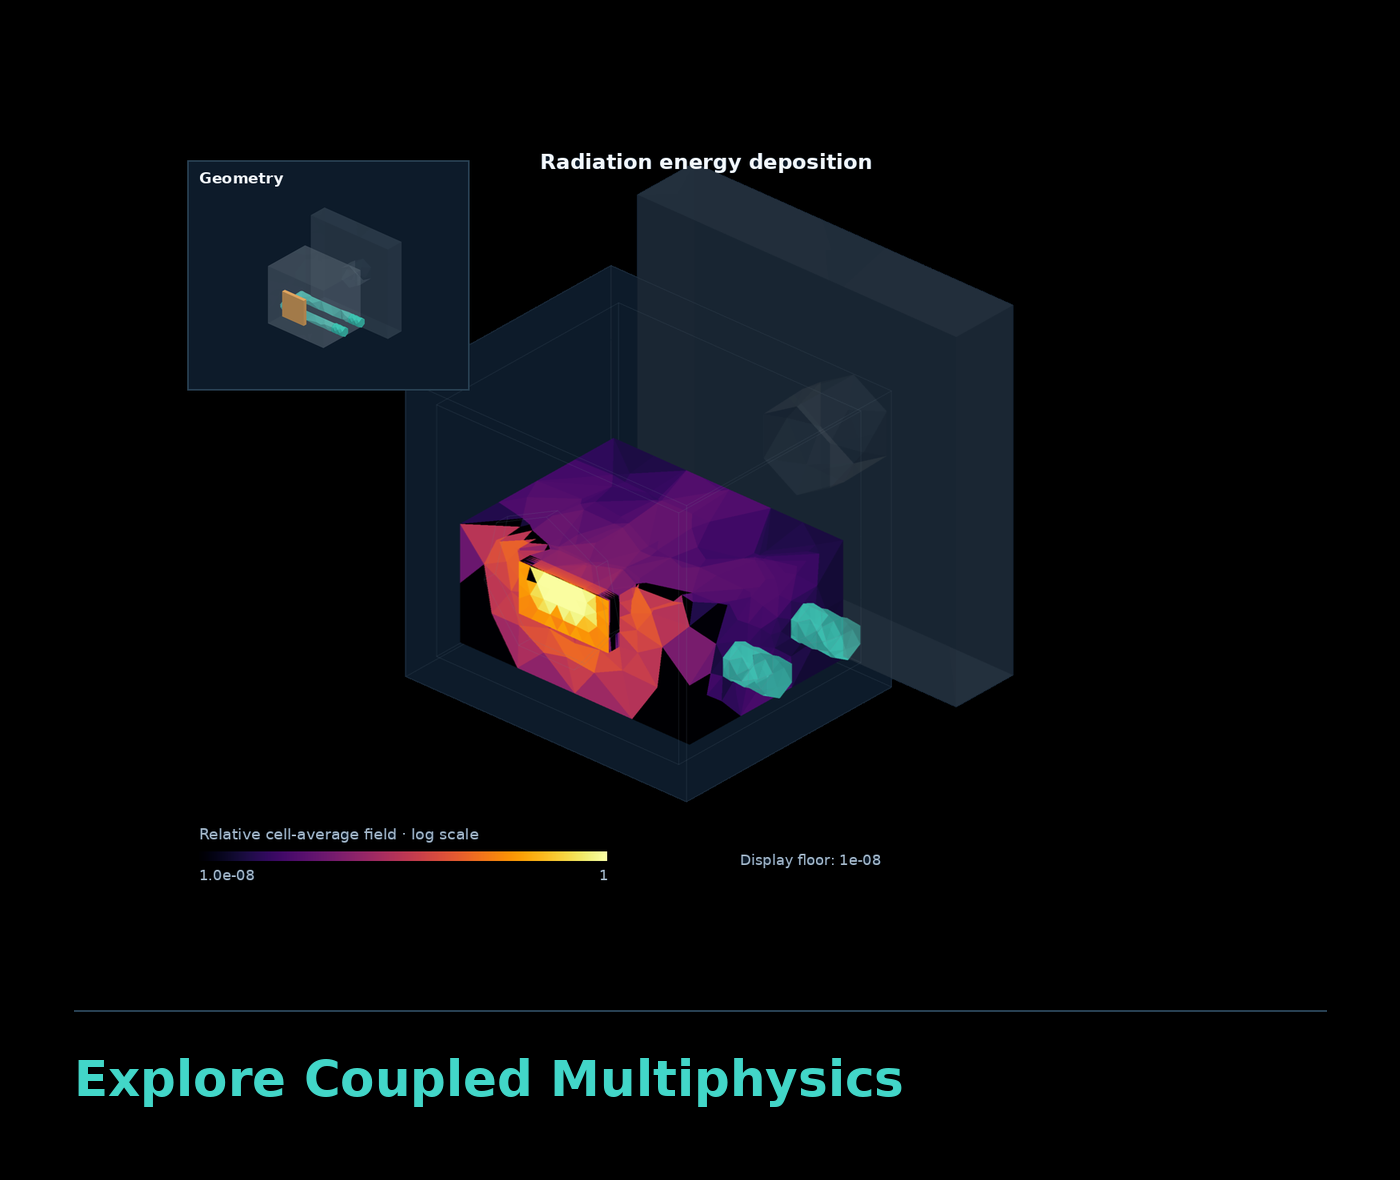 Radiation energy deposition
Geometry
Relative cell-average field · log scale
1.0e-08
1
Display floor: 1e-08
Explore Coupled Multiphysics